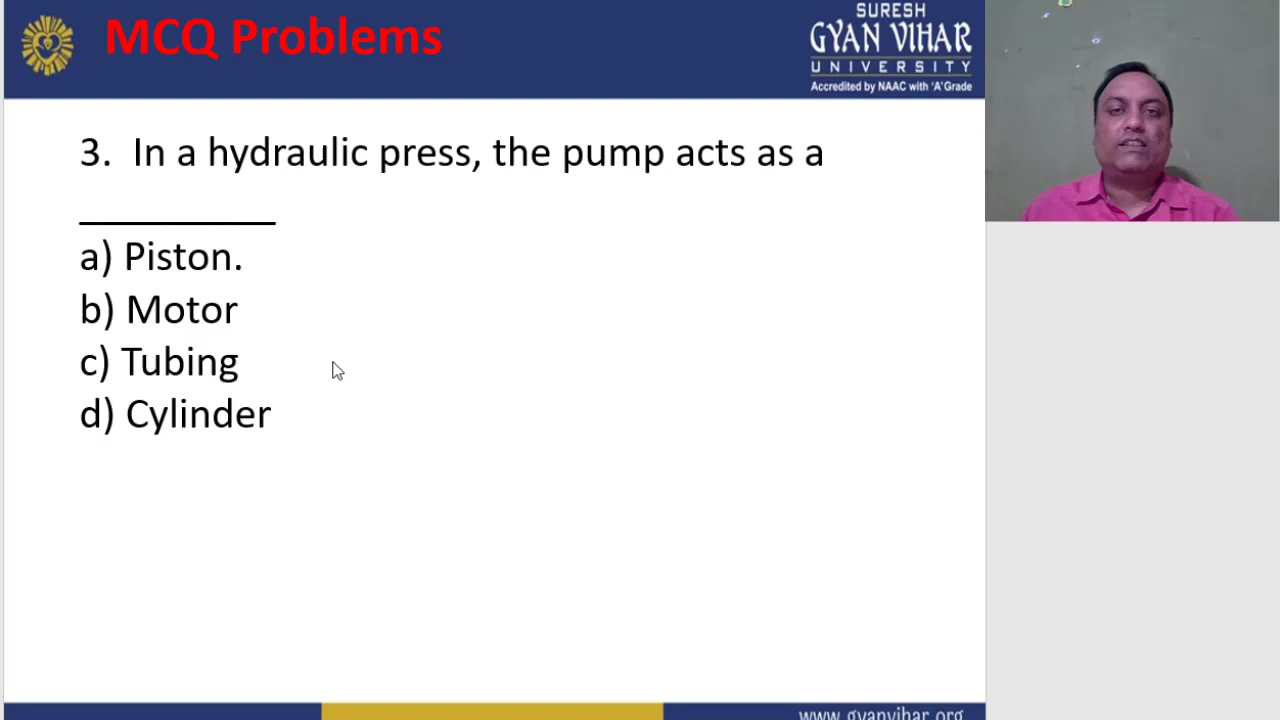 MCQ Problems
SURESH
GYAN VIHAR
UNIVERSITY
Accredited by NAAC with 'A' Grade
3. In a hydraulic press, the pump acts as a
_________
a) Piston.
b) Motor
c) Tubing
d) Cylinder
www.gyanvihar.org